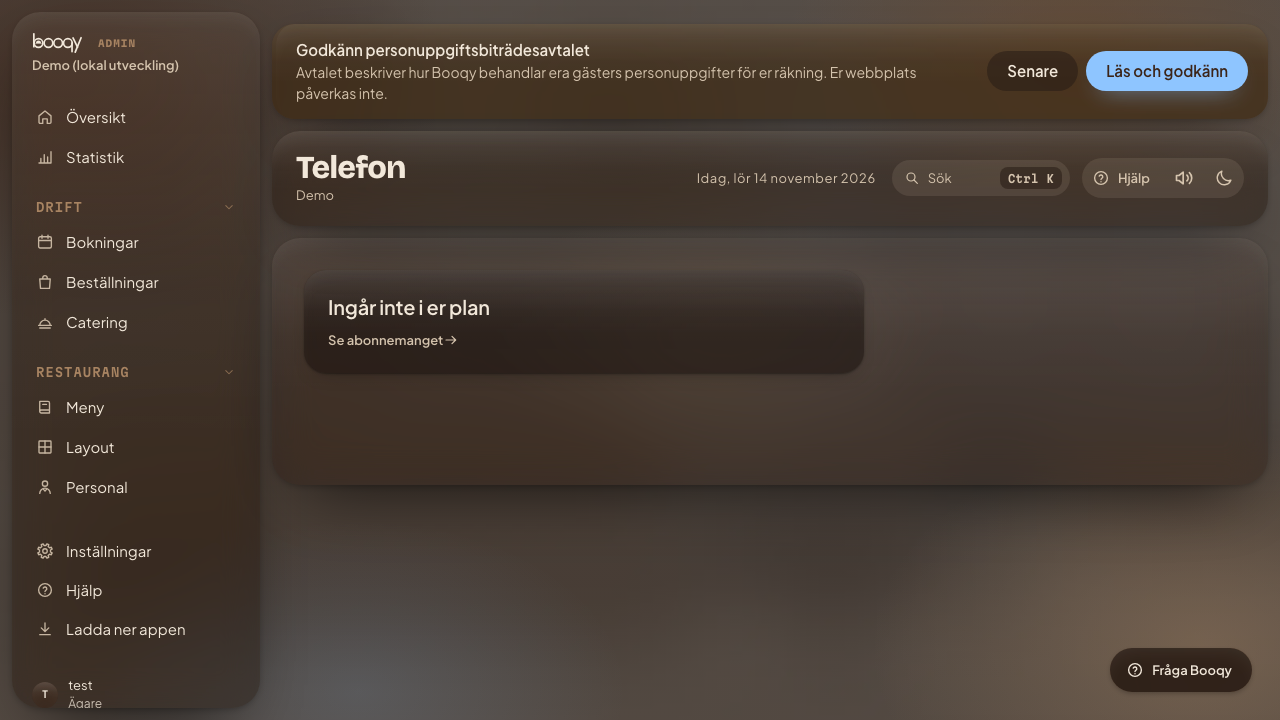 booqy ADMIN
Demo (lokal utveckling)
Översikt
Statistik
DRIFT
Bokningar
Beställningar
Catering
RESTAURANG
Meny
Layout
Personal
Inställningar
Hjälp
Ladda ner appen
T
test
Ägare
Godkänn personuppgiftsbiträdesavtalet
Avtalet beskriver hur Booqy behandlar era gästers personuppgifter för er räkning. Er webbplats
påverkas inte.
Senare
Läs och godkänn
Telefon
Demo
Idag, lör 14 november 2026
Sök
Ctrl K
Hjälp
Ingår inte i er plan
Se abonnemanget→
Fråga Booqy